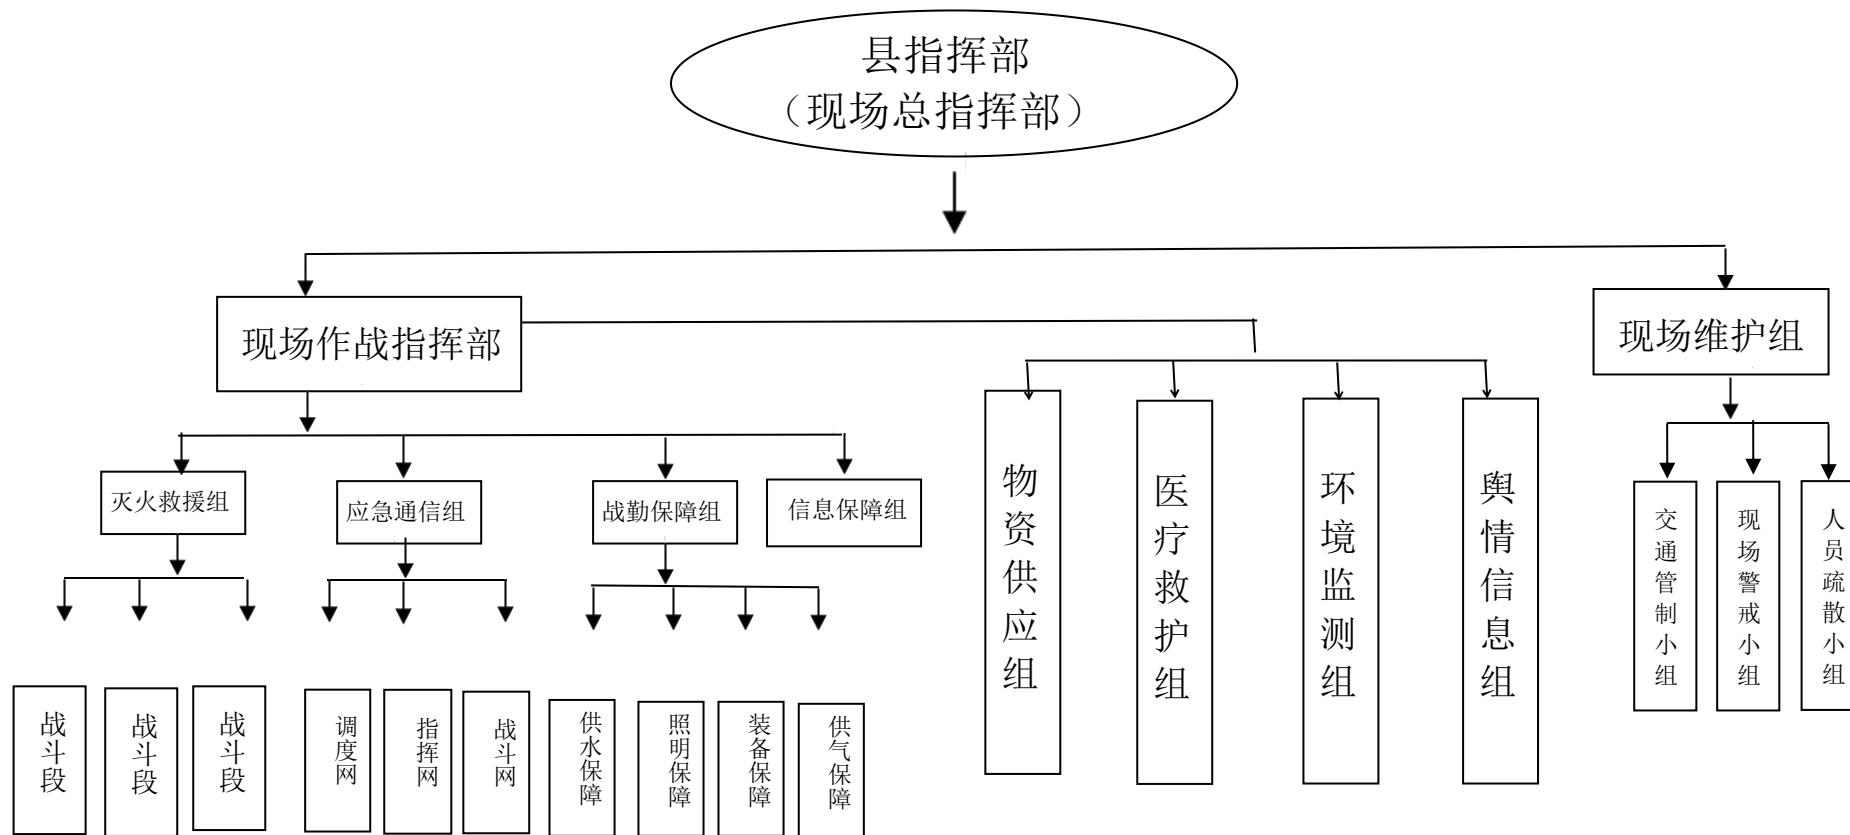 县指挥部
（现场总指挥部）
现场作战指挥部
现场维护组
灭火救援组
应急通信组
战勤保障组
信息保障组
物资供应组
医疗救护组
环境监测组
舆情信息组
交通管制小组
现场警戒小组
人员疏散小组
战斗段
战斗段
战斗段
调度网
指挥网
战斗网
供水保障
照明保障
装备保障
供气保障